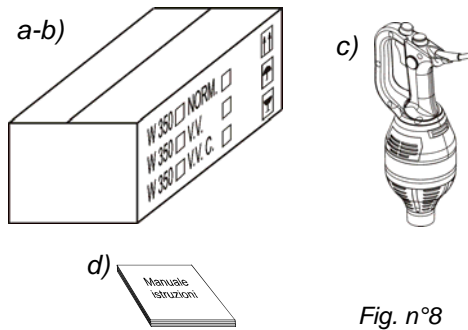 a-b)
W 350 □ NORM. □
W 350 □ V.V. □
W 350 □ V.V. C. □
c)
d)
Manuale
istruzioni
Fig. n°8